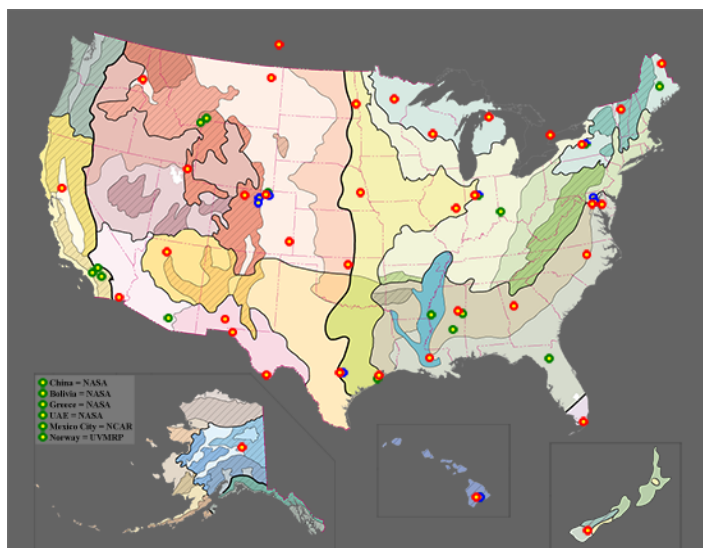 China = NASA
Bolivia = NASA
Greece = NASA
UAE = NASA
Mexico City = NCAR
Norway = UVMRP